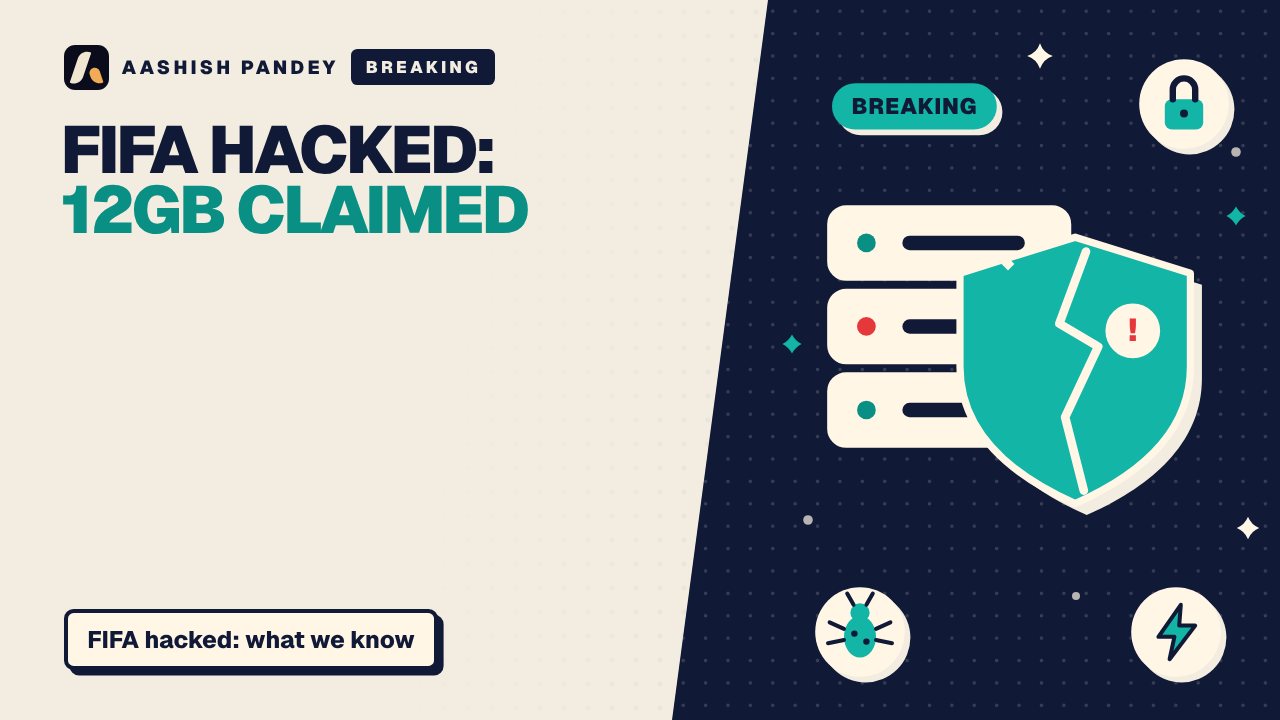 AASHISH PANDEY BREAKING
FIFA HACKED:
12GB CLAIMED
FIFA hacked: what we know
BREAKING
!